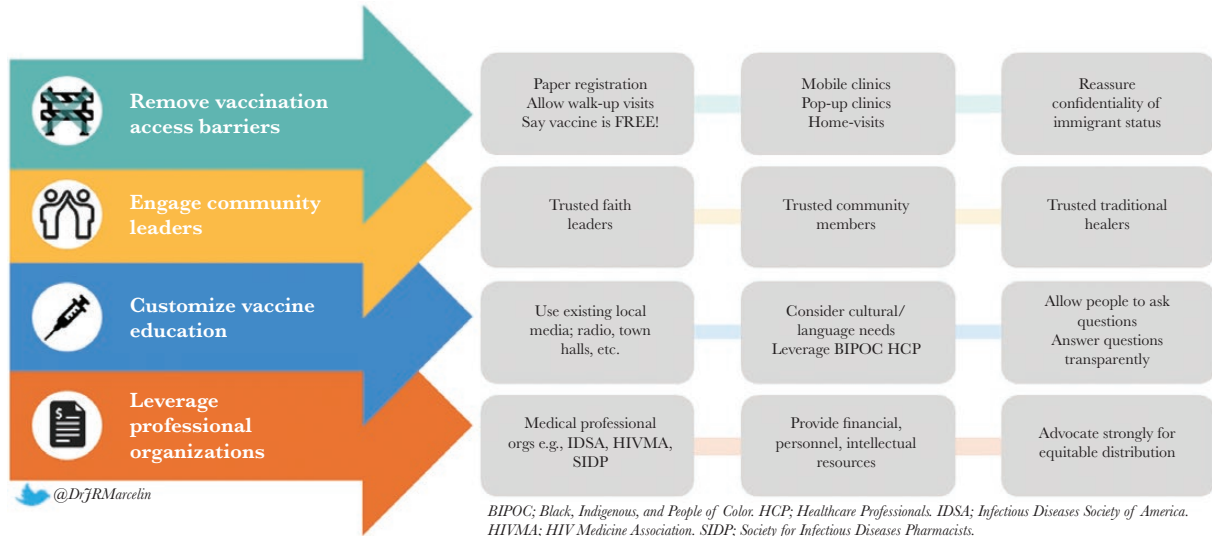 Remove vaccination
access barriers
Paper registration
Allow walk-up visits
Say vaccine is FREE!
Mobile clinics
Pop-up clinics
Home-visits
Reassure
confidentiality of
immigrant status
Engage community
leaders
Trusted faith
leaders
Trusted community
members
Trusted traditional
healers
Customize vaccine
education
Use existing local
media; radio, town
halls, etc.
Consider cultural/
language needs
Leverage BIPOC HCP
Allow people to ask
questions
Answer questions
transparently
$
Leverage
professional
organizations
Medical professional
orgs e.g., IDSA, HIVMA,
SIDP
Provide financial,
personnel, intellectual
resources
Advocate strongly for
equitable distribution
@DrJRMarcelin
BIPOC; Black, Indigenous, and People of Color. HCP; Healthcare Professionals. IDSA; Infectious Diseases Society of America.
HIVMA; HIV Medicine Association. SIDP; Society for Infectious Diseases Pharmacists.